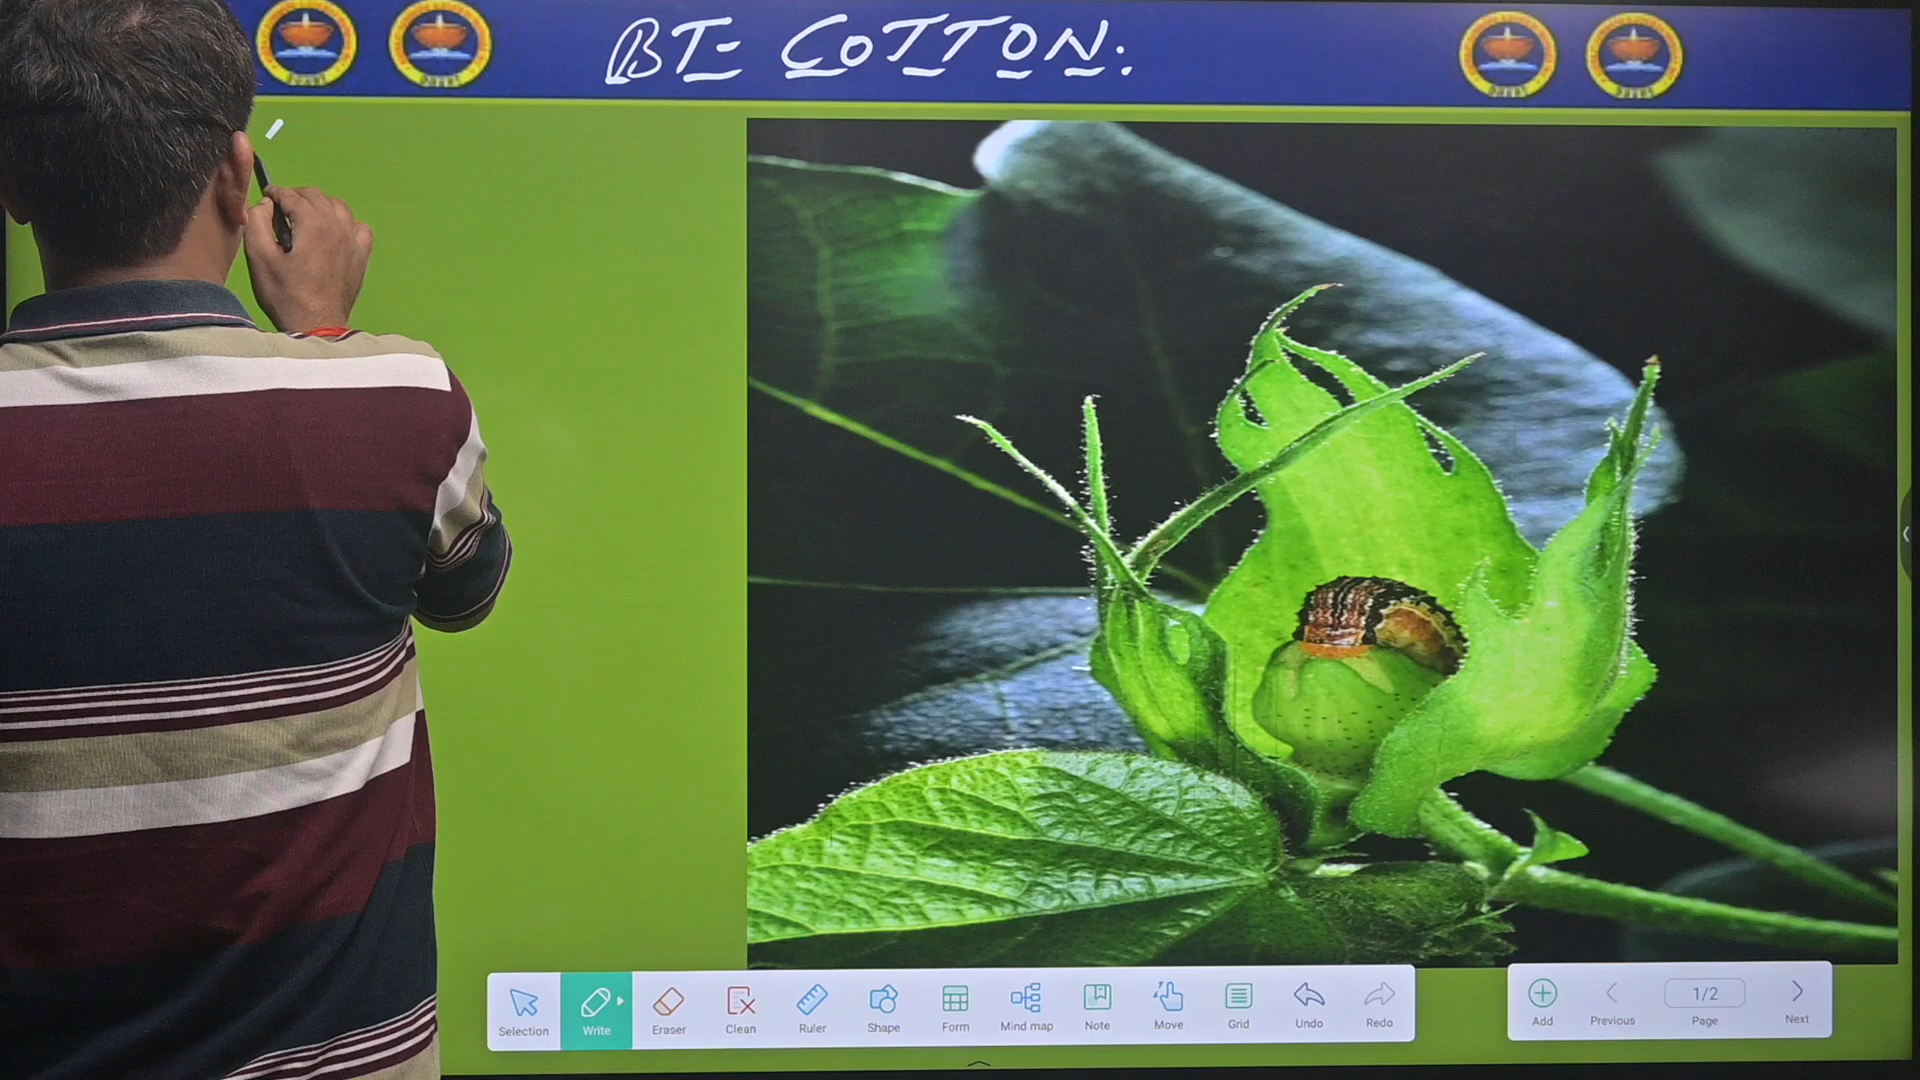 BT- COTTON:
Selection
Write
Eraser
Clean
Ruler
Shape
Form
Mind map
Note
Move
Grid
Undo
Redo
Add
Previous
1/2
Page
Next